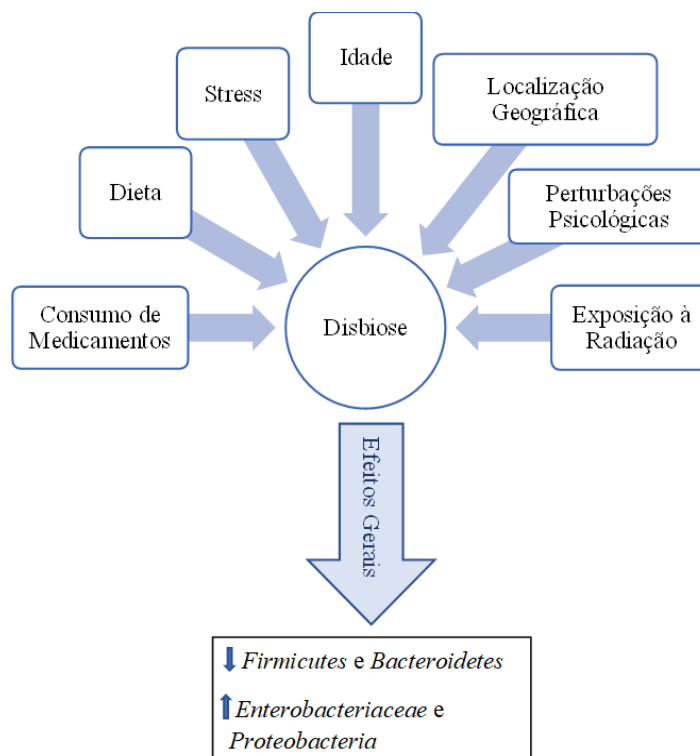 Idade
Stress
Localização
Geográfica
Dieta
Perturbações
Psicológicas
Consumo de
Medicamentos
Disbiose
Exposição à
Radiação
Efeitos Gerais
Firmicutes e Bacteroidetes
Enterobacteriaceae e
Proteobacteria